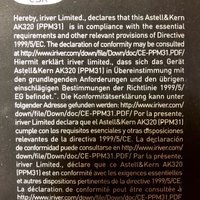 Hereby, iriver Limited., declares that this Astell&Kern
AK320 (PPM31) is in compliance with the essential
requirements and other relevant provisions of Directive
1999/5/EC. The declaration of conformity may be consulted
at http://www.iriver.com/down/file/down/doc/CE-PPM31.PDF/
Hiermit erklärt iriver limited., dass sich das Gerät
Astell&Kern AK320 (PPM31) in Übereinstimmung mit
den grundlegenden Anforderungen und den übrigen
einschlägigen Bestimmungen der Richtlinie 1999/5/
EG befindet.". Die Konformitätserklärung kann unter
folgender Adresse gefunden werden: http://www.iriver.com/
down/file/down/doc/CE-PPM31.PDF/ Por la presente,
iriver Limited declara que el Astell&Kern AK320 (PPM31)
cumple con los requisitos esenciales y otras disposiciones
relevantes de la directiva 1999/5/CE. La declaración
de conformidad puede consultarse a http://www.iriver.com/
down/file/down/doc/CE-PPM31.PDF/ Par la présente,
iriver Limited., declare que le Astell&Kern AK320
(PPM31) est en conformité avec les exigences essentielles
et autres dispositions pertinentes de la directive 1999/5/CE.
La déclaration de conformité peut être consultée à
http://www.iriver.com/down/file/down/doc/